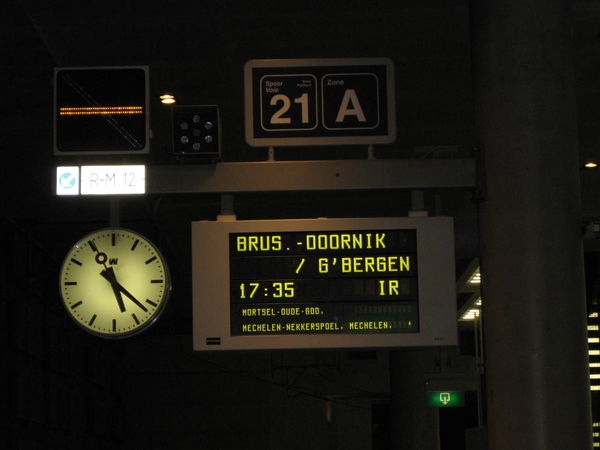 Spoor
Voie
21
Zone
A
R-M.12
BRUS.-DOORNIK
/ G'BERGEN
17:35 IR
MORTSEL-OUDE-GOD,
MECHELEN-NEKKERSPOEL, MECHELEN,